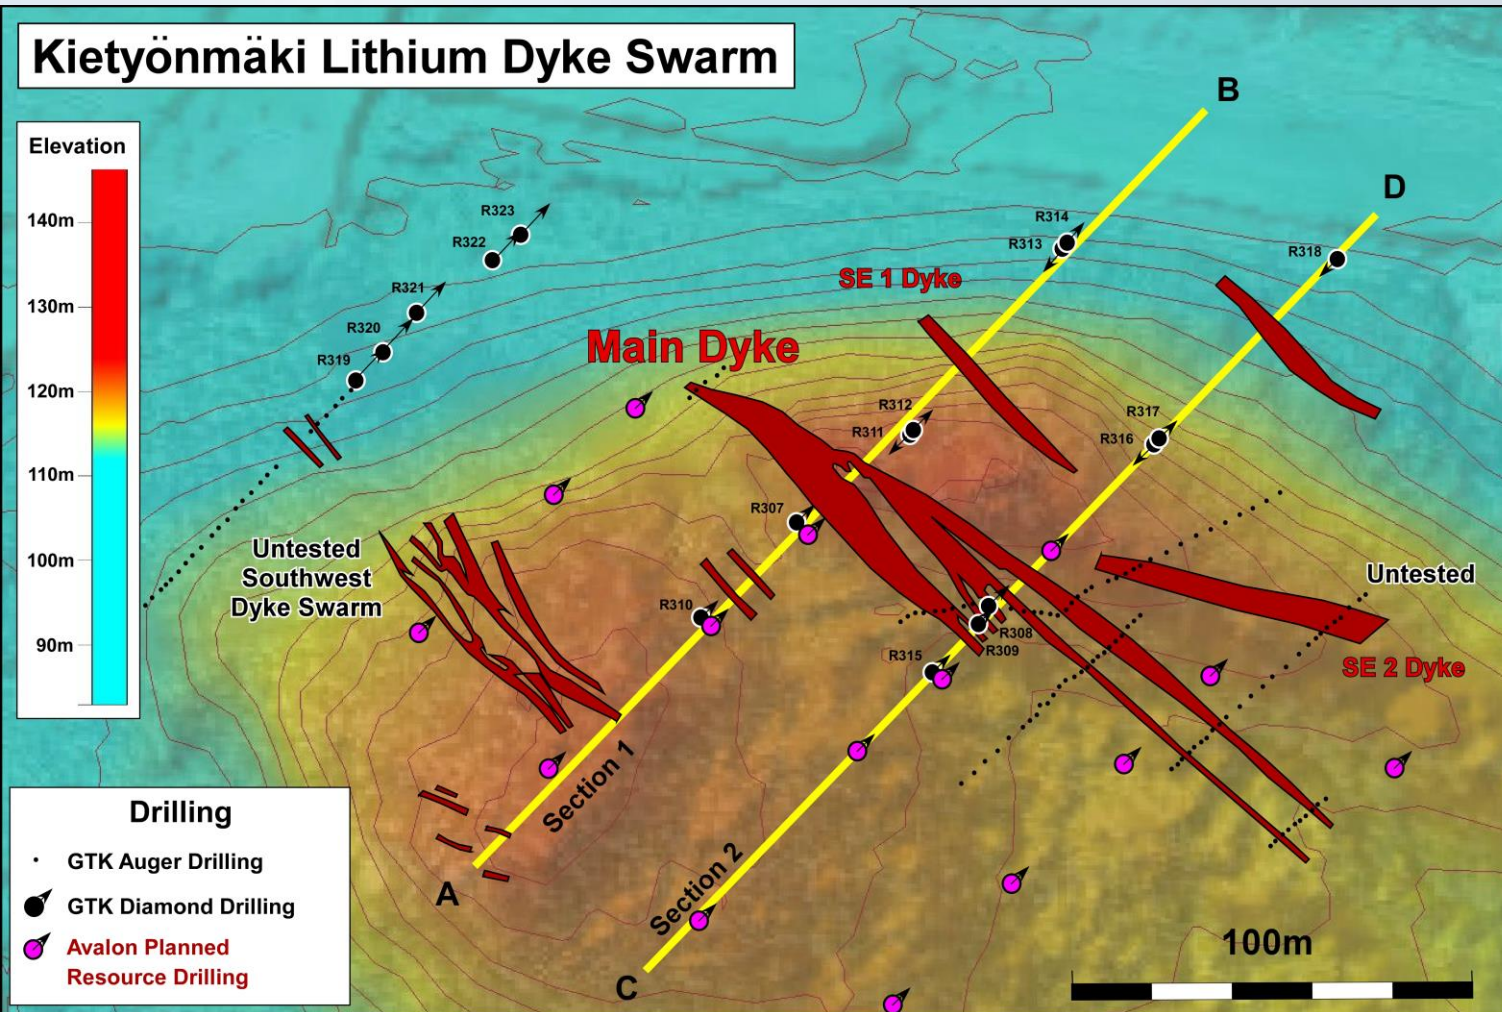 Kietyönmäki Lithium Dyke Swarm
B
Elevation
D
140m
R323
R314
R322
R313
R318
SE 1 Dyke
R321
130m
R320
Main Dyke
R319
120m
R312
R317
R311
R316
110m
R307
Untested
Southwest
Dyke Swarm
100m
Untested
R310
R308
90m
R309
R315
SE 2 Dyke
Section 1
Drilling
GTK Auger Drilling
Section 2
A
GTK Diamond Drilling
Avalon Planned
Resource Drilling
100m
C